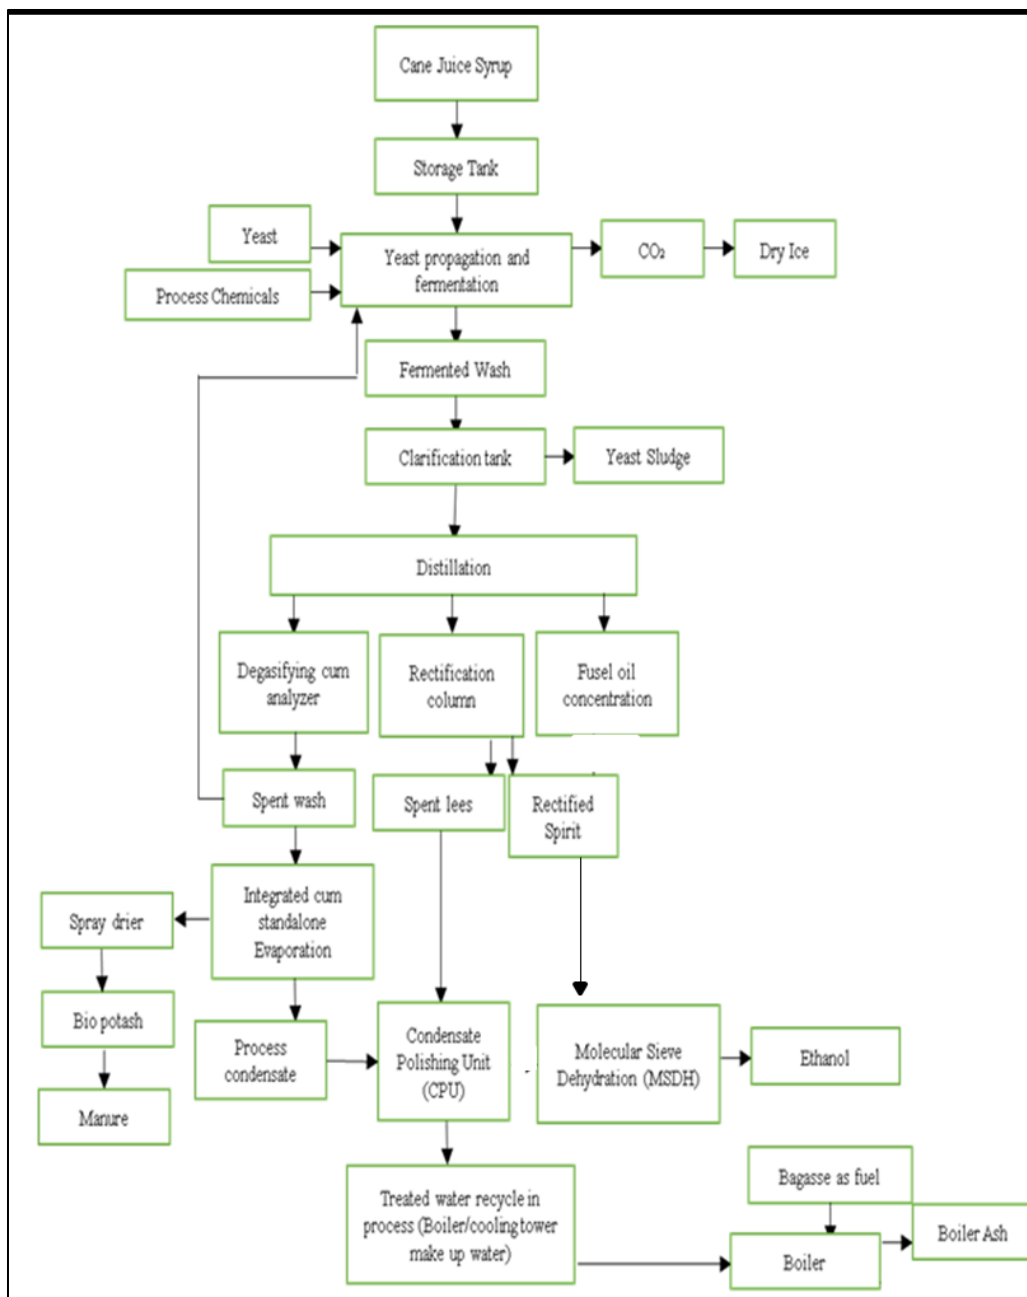 Cane Juice Syrup
Storage Tank
Yeast
Yeast propagation and
fermentation
CO₂
Dry Ice
Process Chemicals
Fermented Wash
Clarification tank
Yeast Sludge
Distillation
Degasifying cum
analyzer
Rectification
column
Fusel oil
concentration
Spent wash
Spent lees
Rectified
Spirit
Integrated cum
standalone
Evaporation
Spray drier
Bio potash
Manure
Process
condensate
Condensate
Polishing Unit
(CPU)
Molecular Sieve
Dehydration (MSDH)
Ethanol
Treated water recycle in
process (Boiler/cooling tower
make up water)
Bagasse as fuel
Boiler
Boiler Ash